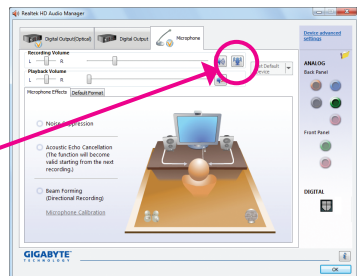 Realtek HD Audio Manager
Digital Output(Optical)
Digital Output
Microphone
Device advanced
settings
Recording Volume
L
R
Playback Volume
L
R
Default
Device
Microphone Effects
Default Format
Noise Suppression
Acoustic Echo Cancellation
(The function will become
valid starting from the next
recording.)
Beam Forming
(Directional Recording)
Microphone Calibration
ANALOG
Back Panel
Front Panel
DIGITAL
GIGABYTE™
TECHNOLOGY
i
OK